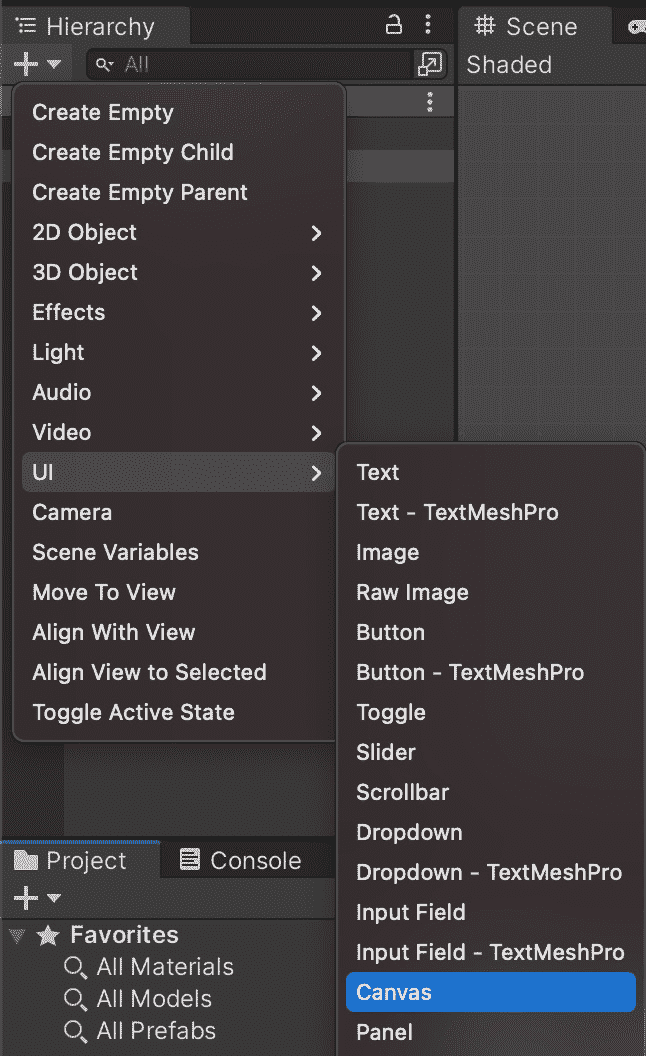 Hierarchy
Scene
All
Shaded
Create Empty
Create Empty Child
Create Empty Parent
2D Object
3D Object
Effects
Light
Audio
Video
UI
Camera
Scene Variables
Move To View
Align With View
Align View to Selected
Toggle Active State
Text
Text - TextMeshPro
Image
Raw Image
Button
Button - TextMeshPro
Toggle
Slider
Scrollbar
Dropdown
Dropdown - TextMeshPro
Input Field
Input Field - TextMeshPro
Canvas
Panel
Project
Console
Favorites
All Materials
All Models
All Prefabs